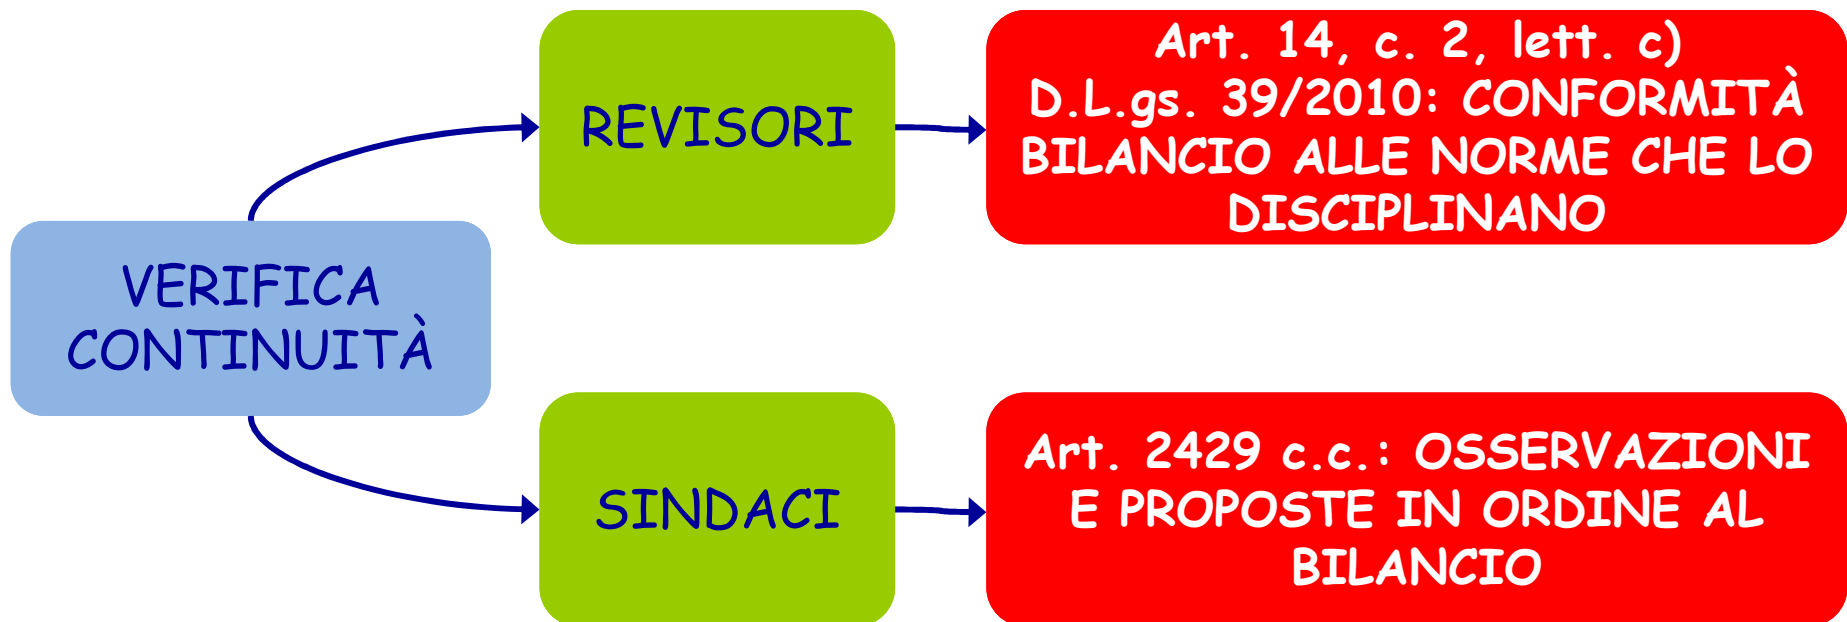 VERIFICA
CONTINUITÀ
REVISORI
Art. 14, c. 2, lett. c)
D.L.gs. 39/2010: CONFORMITÀ
BILANCIO ALLE NORME CHE LO
DISCIPLINANO
SINDACI
Art. 2429 c.c.: OSSERVAZIONI
E PROPOSTE IN ORDINE AL
BILANCIO